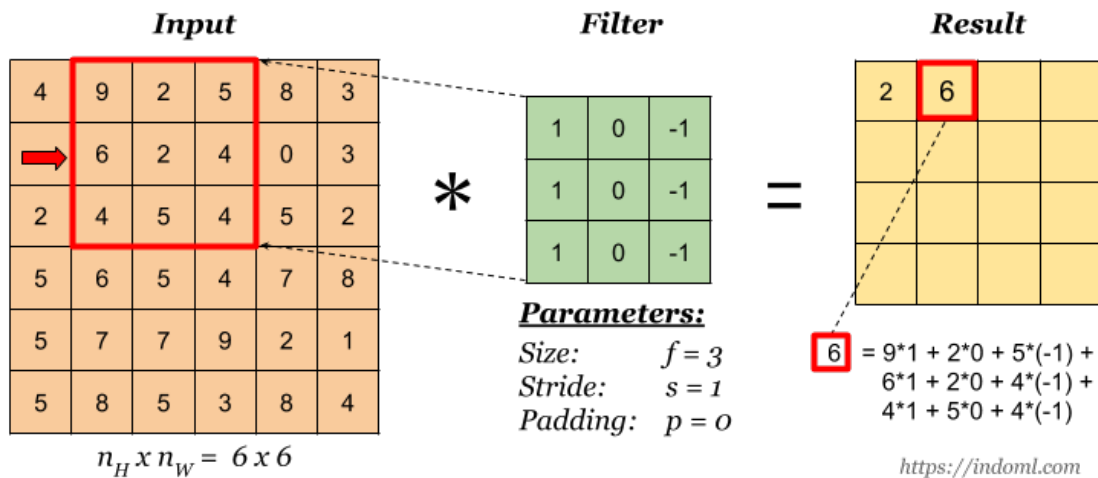 Input
Filter
Result
4 9 2 5 8 3
6 2 4 0 3
2 4 5 4 5 2
5 6 5 4 7 8
5 7 7 9 2 1
5 8 5 3 8 4
n_H x n_W = 6 x 6
*
1 0 -1
1 0 -1
1 0 -1
=
2 6
Parameters:
Size: f = 3
Stride: s = 1
Padding: p = 0
6 = 9*1 + 2*0 + 5*(-1) +
6*1 + 2*0 + 4*(-1) +
4*1 + 5*0 + 4*(-1)
https://indoml.com